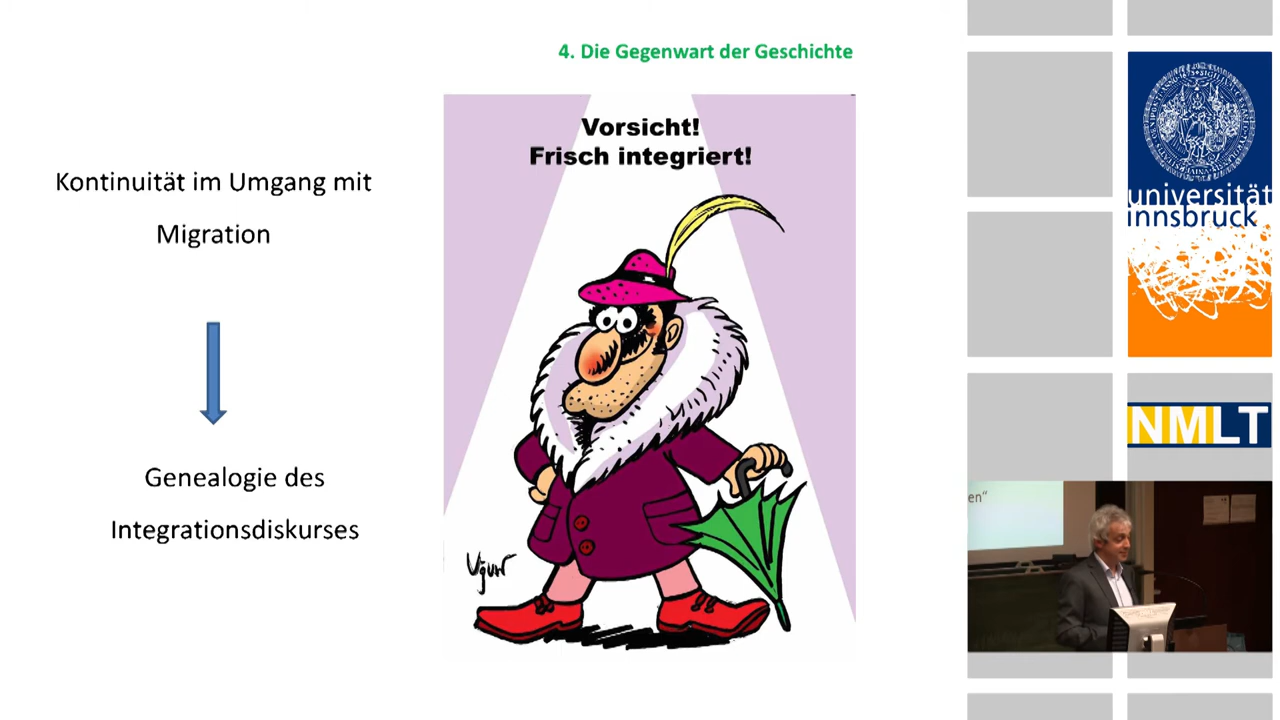 4. Die Gegenwart der Geschichte
Kontinuität im Umgang mit
Migration
Genealogie des
Integrationsdiskurses
Vorsicht!
Frisch integriert!
universität
innsbruck
NMLT
en“